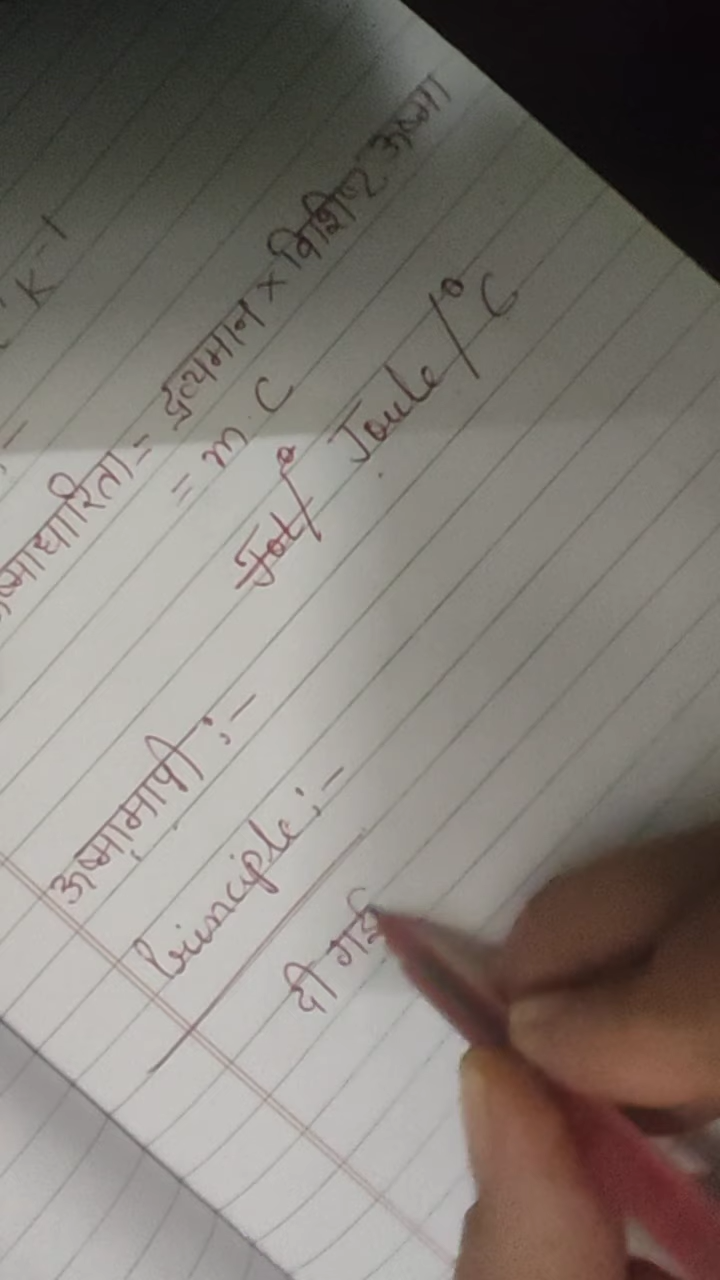 K⁻¹
:-
ऊष्माधारिता = द्रव्यमान × विशिष्ट ऊष्मा
= m C
Joule/°C
ऊष्मामापी :-
Principle :-
दी गई